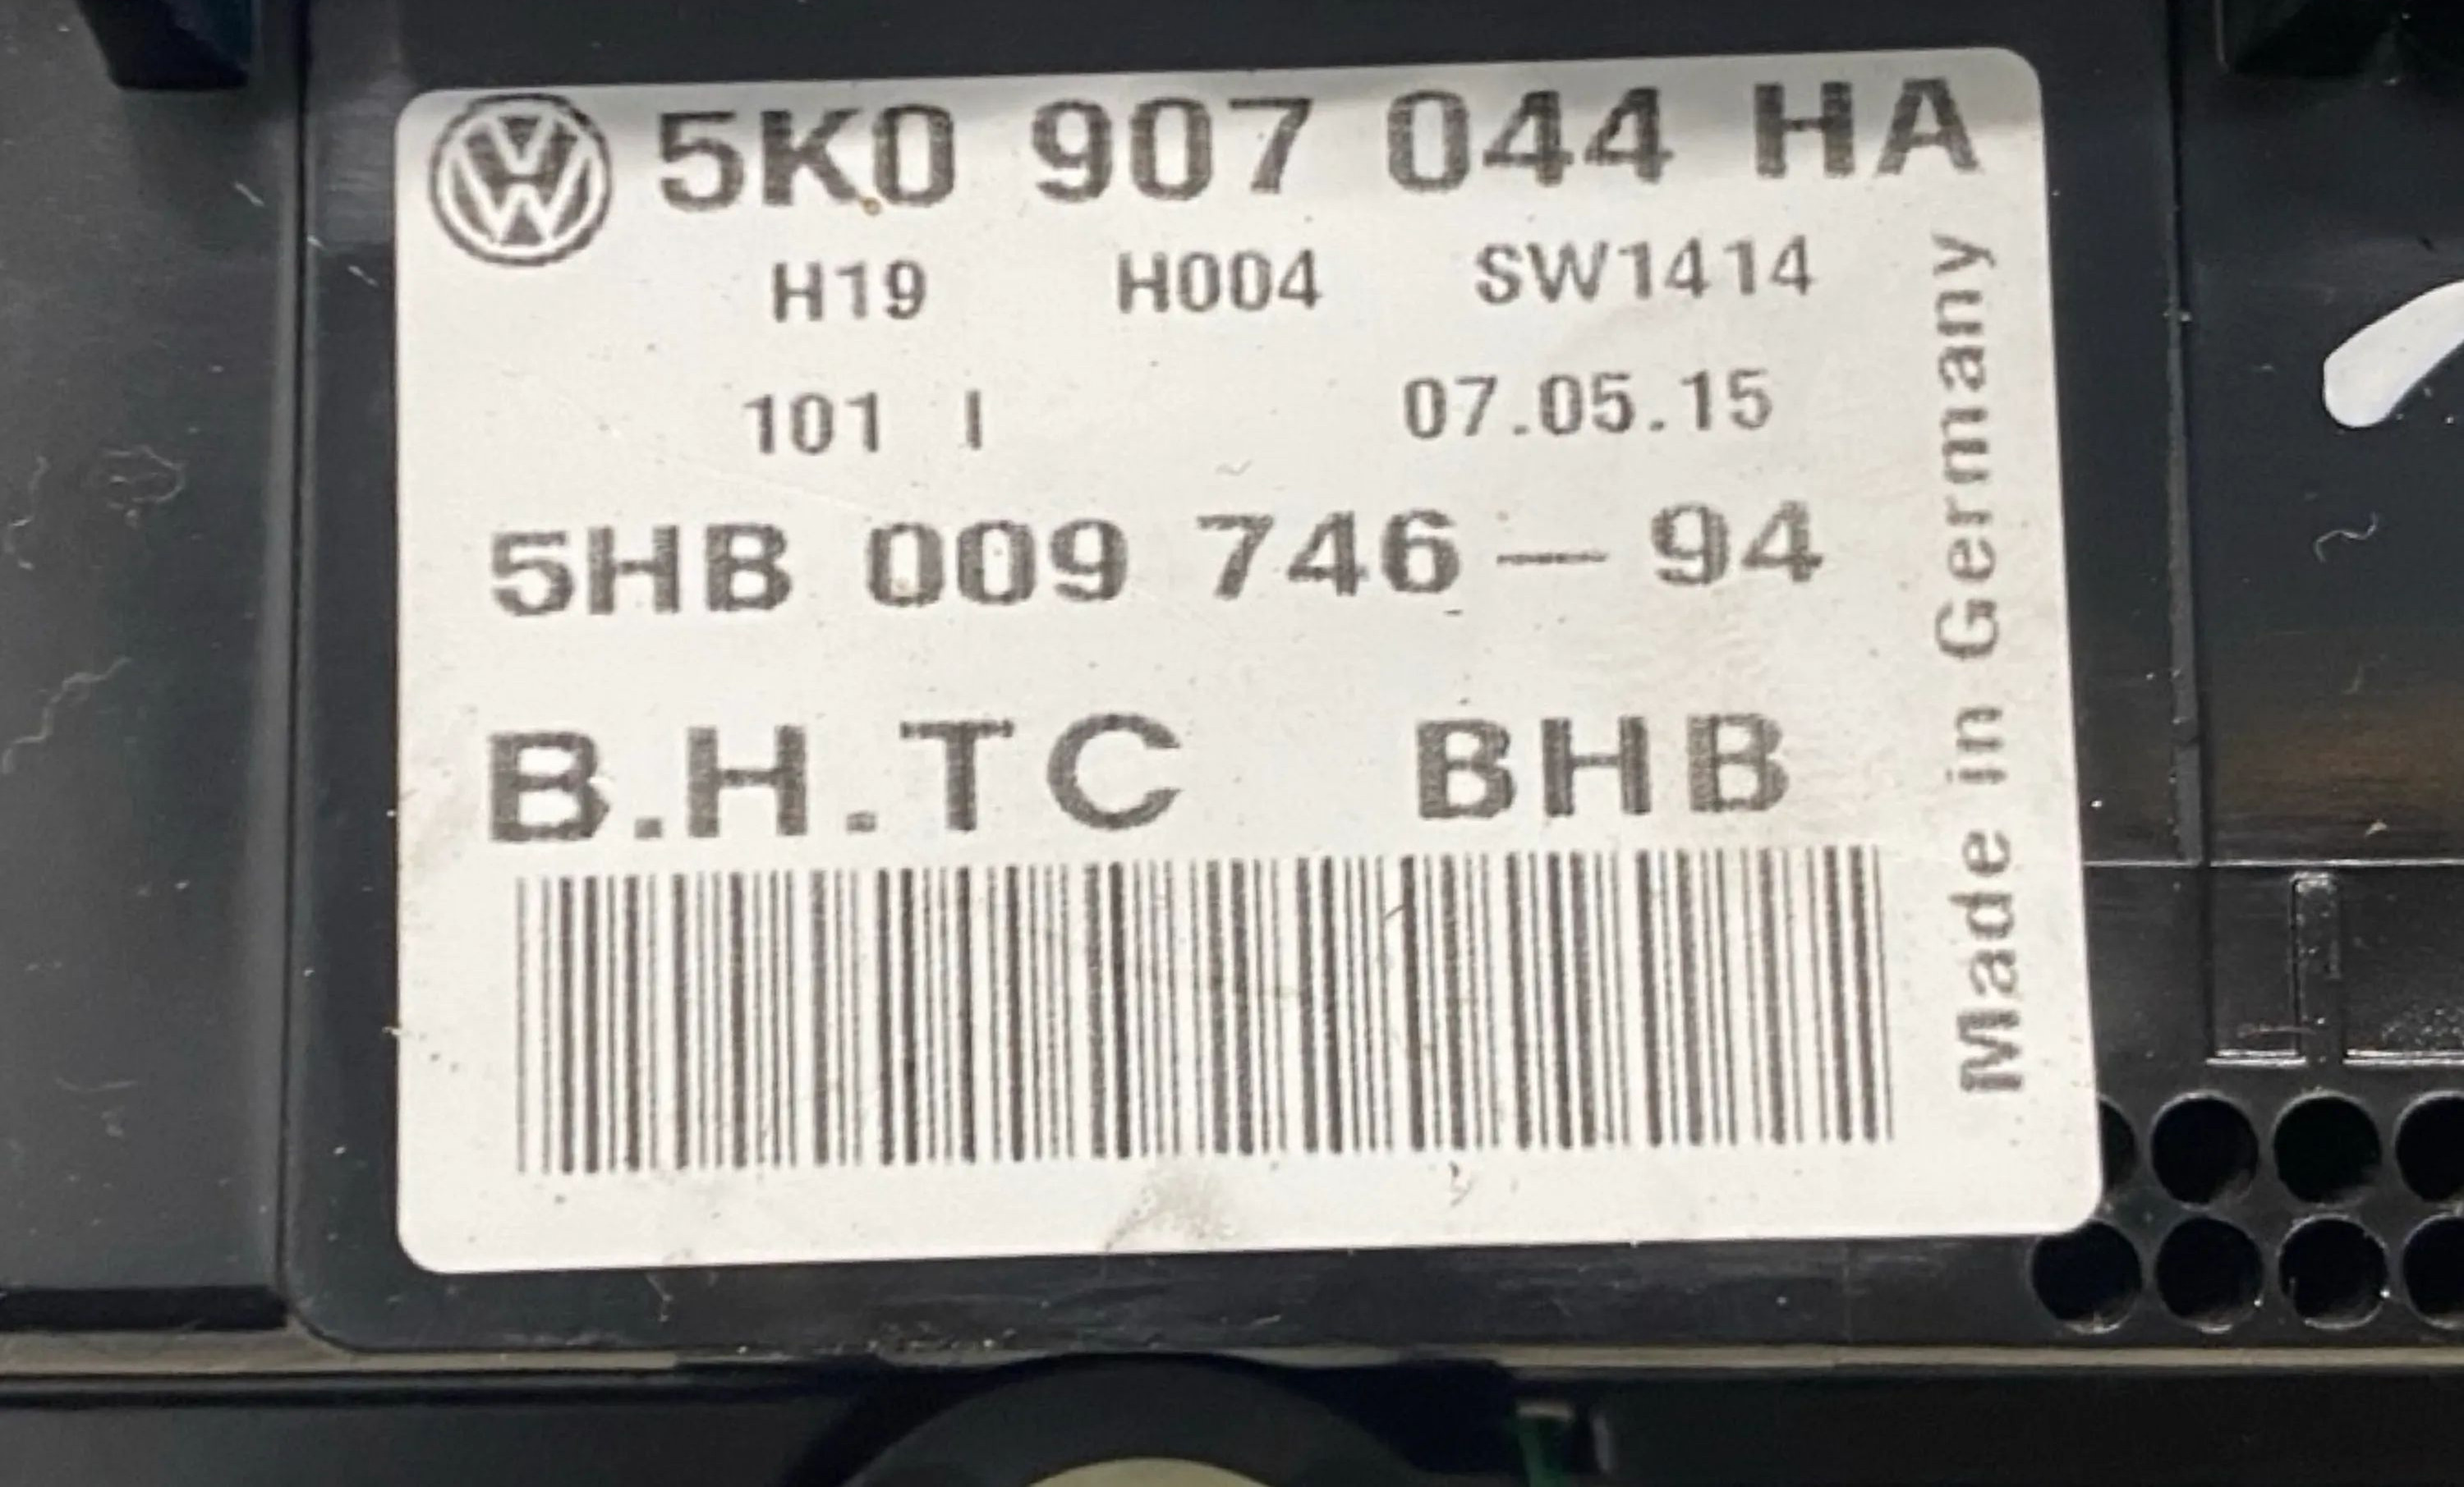 5K0 907 044 HA
H19 H004 SW1414
101 I 07.05.15
5HB 009 746-94
B.H.TC BHB
Made in Germany